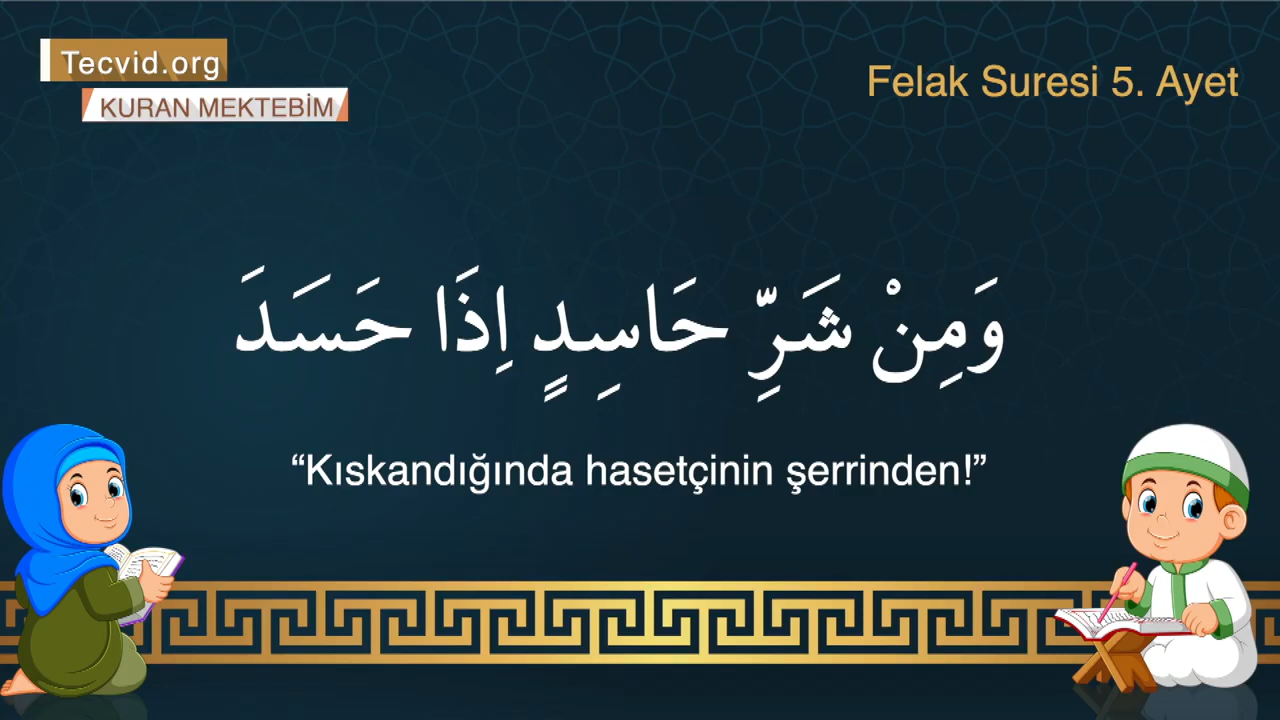 Tecvid.org
KURAN MEKTEBİM
Felak Suresi 5. Ayet
وَمِنْ شَرِّ حَاسِدٍ اِذَا حَسَدَ
“Kıskandığında hasetçinin şerrinden!”